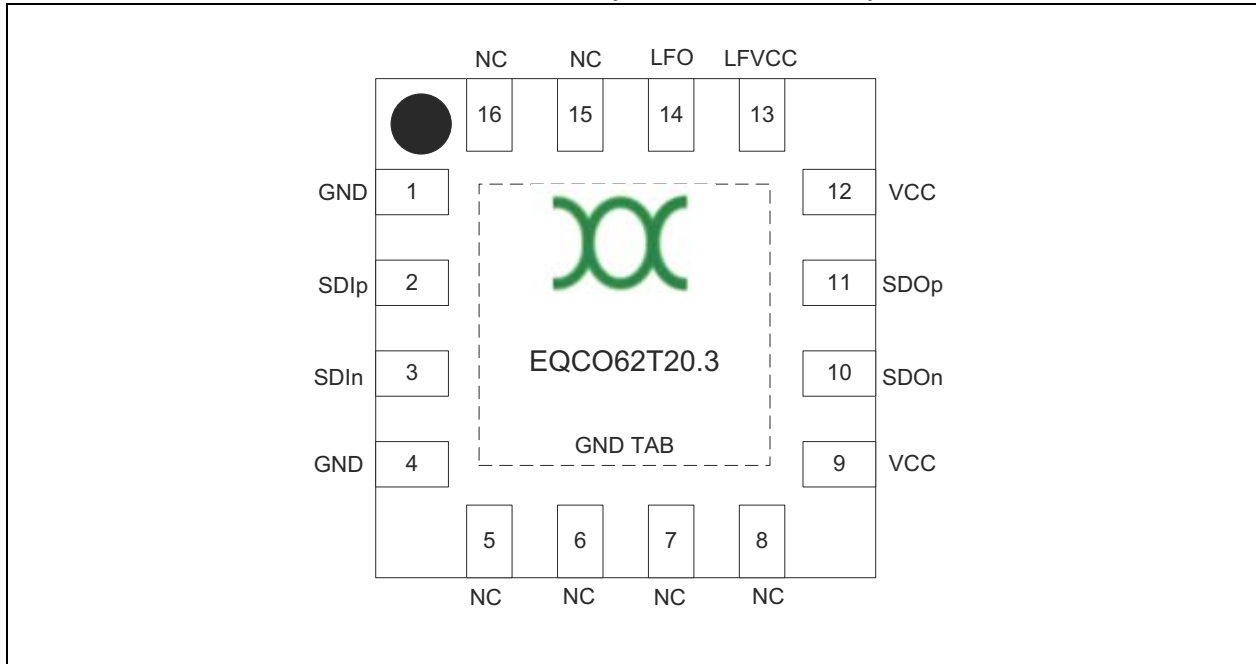 NC NC LFO LFVCC
16 15 14 13
GND 1 12 VCC
SDIp 2 11 SDOp
EQCO62T20.3
SDIn 3 10 SDOn
GND TAB
GND 4 9 VCC
5 6 7 8
NC NC NC NC